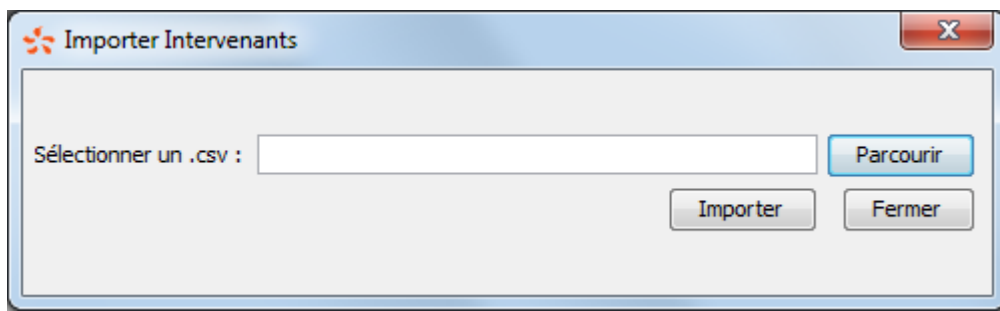 Importer Intervenants
Sélectionner un .csv :
Parcourir
Importer
Fermer